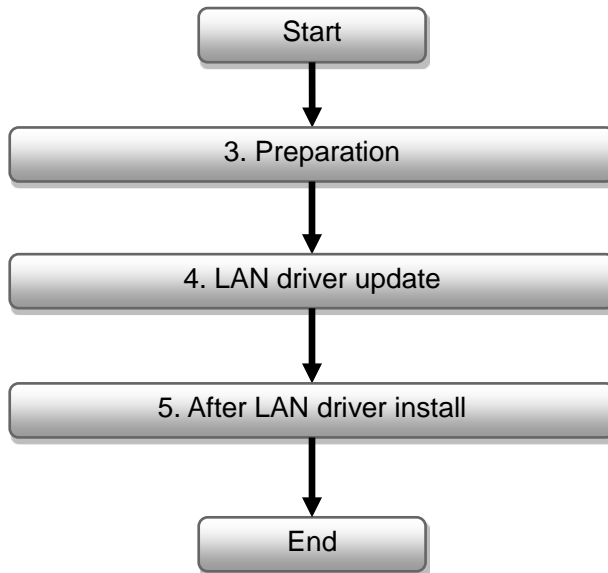 Start
3. Preparation
4. LAN driver update
5. After LAN driver install
End